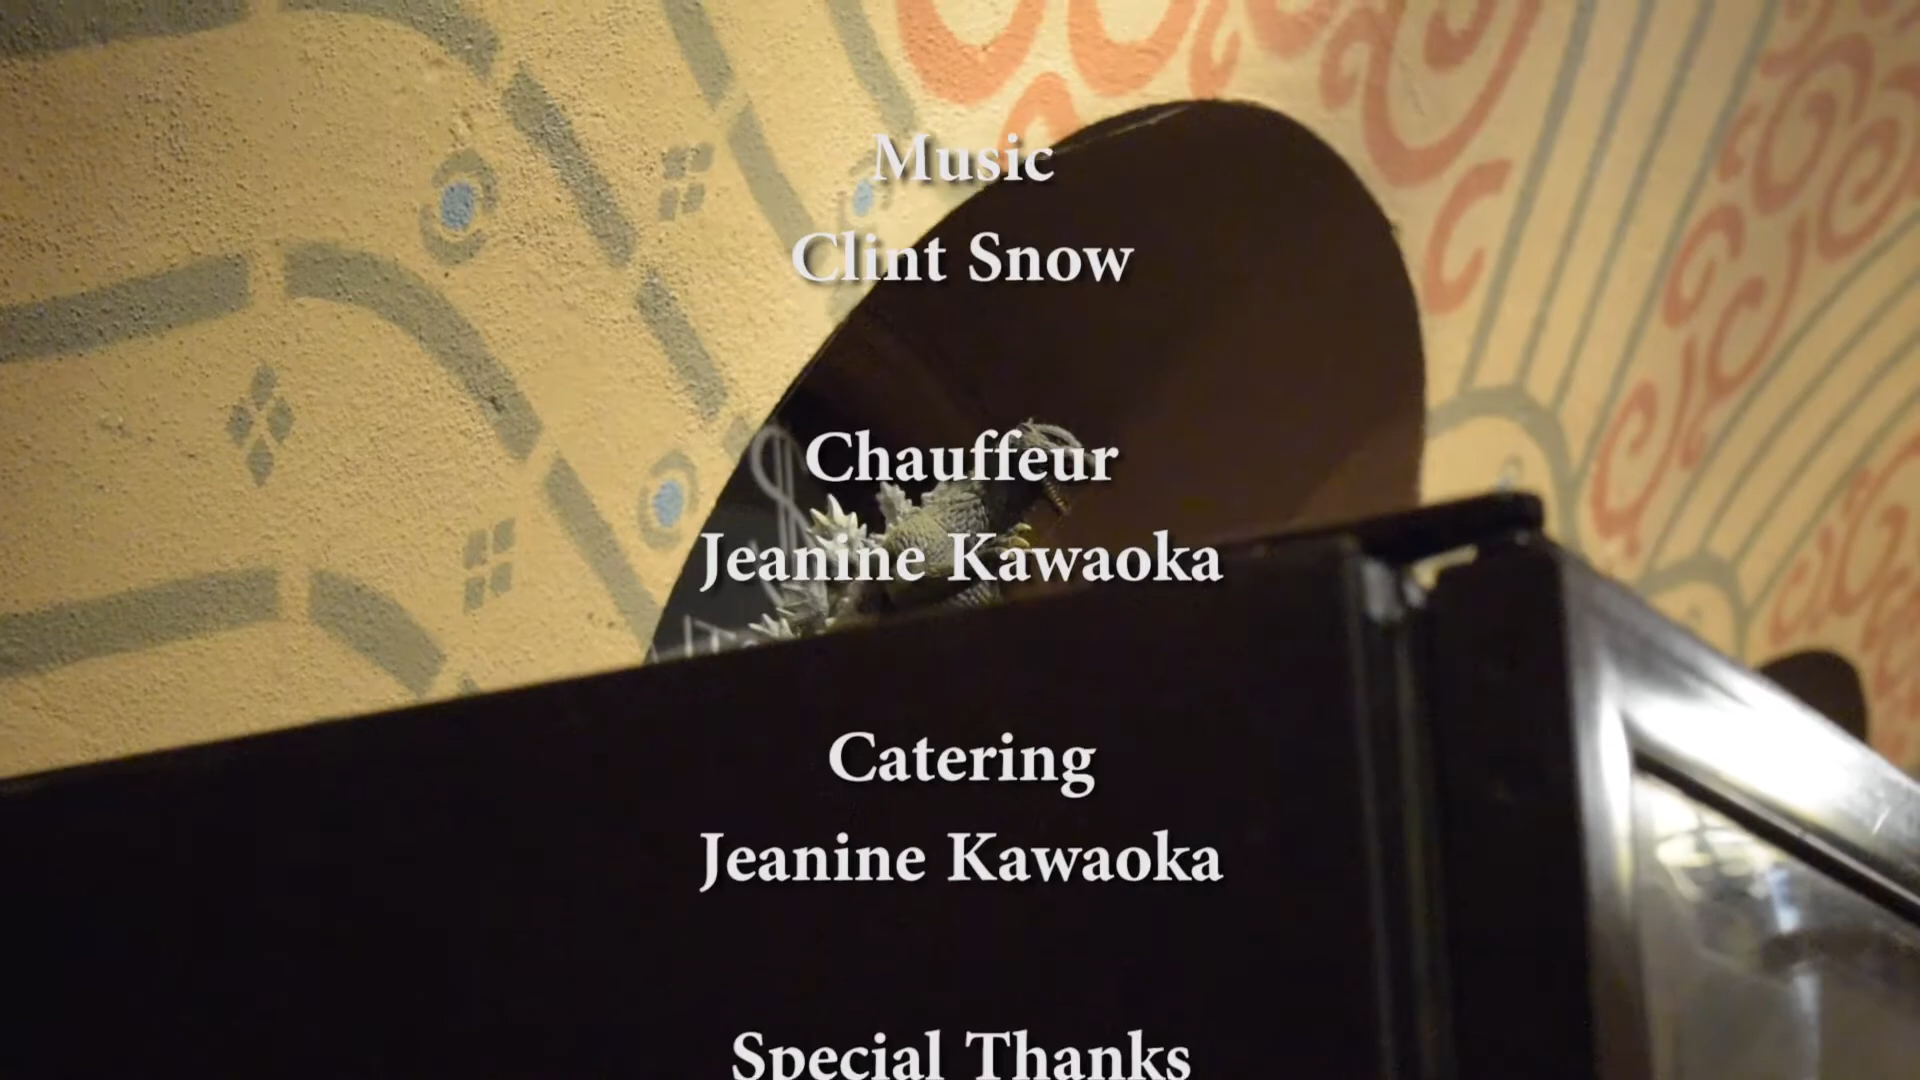 Music
Clint Snow
Chauffeur
Jeanine Kawaoka
Catering
Jeanine Kawaoka
Special Thanks